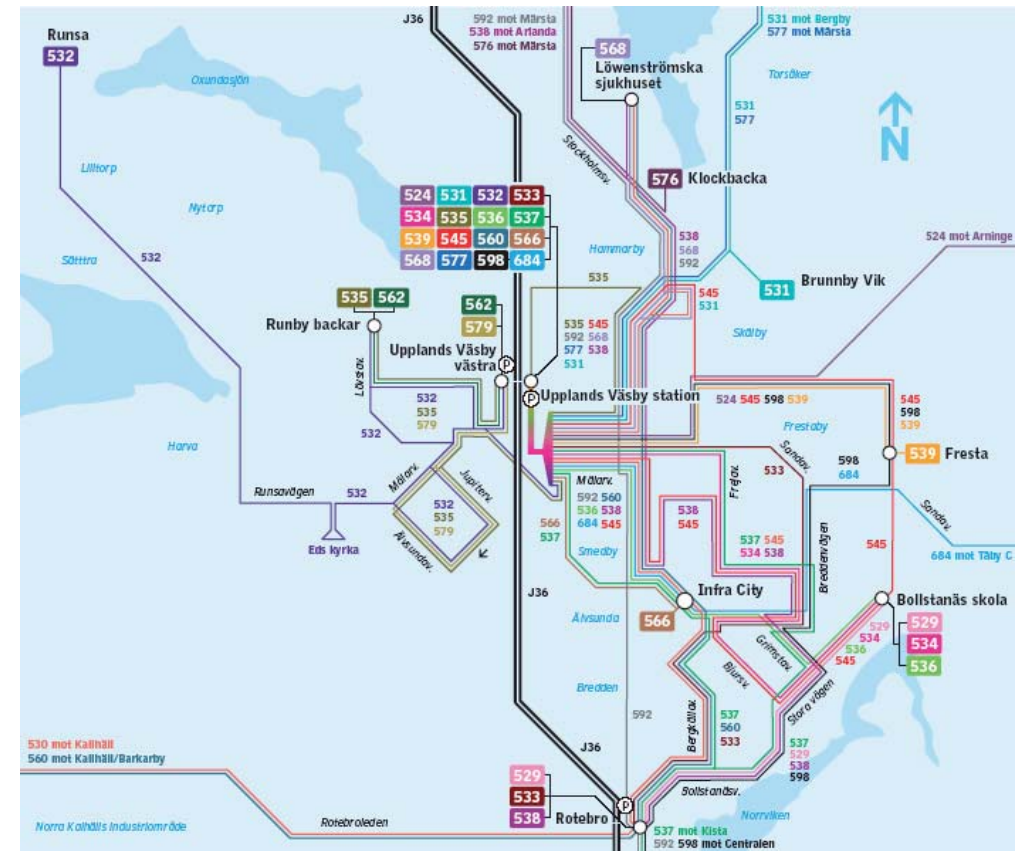 Runsa
532
J36
592 mot Märsta
538 mot Arlanda
576 mot Märsta
568
Löwenströmska
sjukhuset
531 mot Bergby
577 mot Märsta
Torsåker
Oxundasjön
531
577
N
Stockholmsv.
Lilltorp
Nytorp
576 Klockbacka
524 531 532 533
534 535 536 537
539 545 560 566
568 577 598 684
538
568
592
Hammarby
524 mot Arninge
Sättra
532
535
Brunnby Vik
531
545
531
535 562
Runby backar
562
579
Upplands Väsby
västra
P
535 545
592 568
577 538
531
Skälby
Lövstav.
P
Upplands Väsby station
532
535
579
532
524 545 598 539
Frestaby
545
598
539
Harva
Sandav.
539 Fresta
598
684
533
Runsavägen
532
Mälarv.
Jupiterv.
532
535
579
Älvsundav.
Eds kyrka
Mälarv.
592 560
536 538
684 545
566
537
Smedby
538
545
Frejav.
537 545
534 538
Breddenvägen
Sandav.
684 mot Täby C
545
J36
Infra City
566
Bollstanäs skola
529
534
536
529
534
536
545
Älvsunda
Grimstav.
Bjursv.
Stora vägen
Bredden
592
Bergkällav.
537
560
533
537
529
538
598
530 mot Kallhäll
560 mot Kallhäll/Barkarby
J36
Bollstanäsv.
529
533
538
Rotebro
P
Norrviken
Norra Kallhälls industriområde
Rotebroleden
537 mot Kista
592 598 mot Centralen